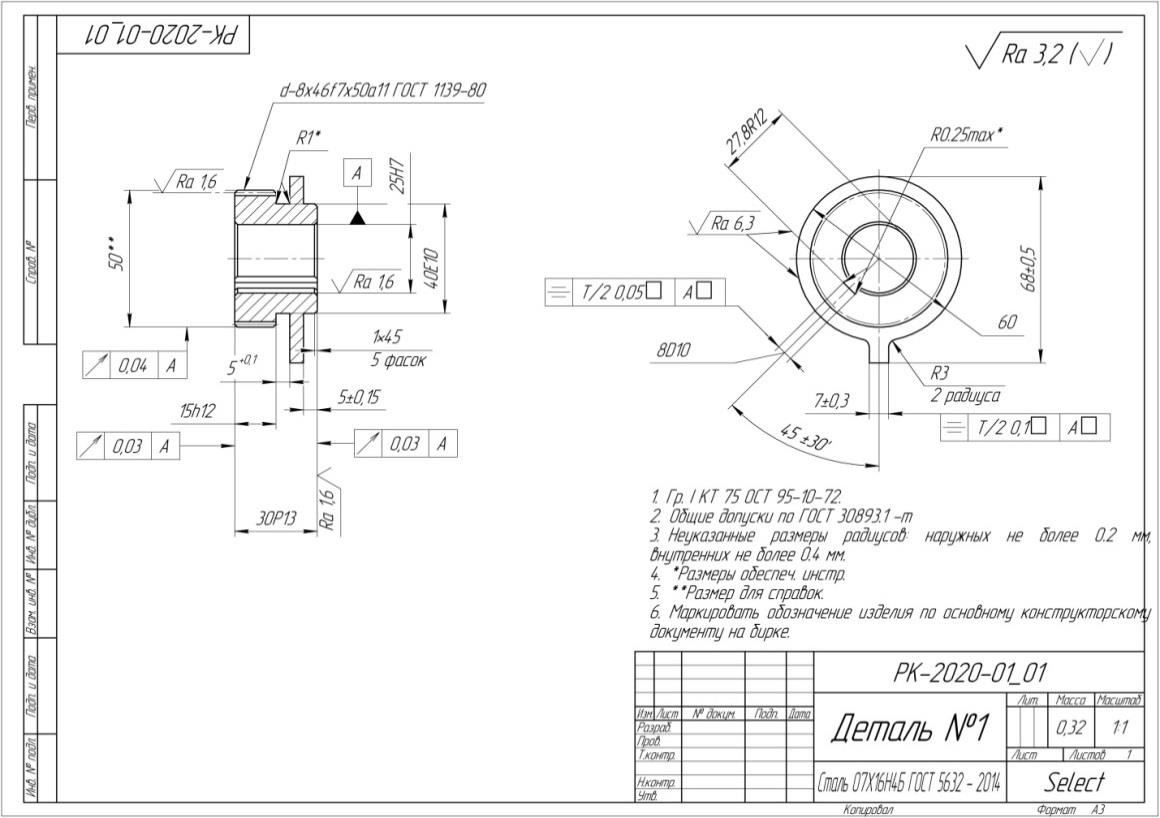 РК-2020-01_01
√Ra 3,2 (√)
d-8x46f7x50a11 ГОСТ 1139-80
R1*
А
25H7
Ra 1,6
50**
Ra 1,6
40E10
0,04 А
5+0,1
1×45
5 фасок
15h12
5±0,15
0,03 А
0,03 А
30P13
Ra 1,6
27,8R12
R0.25max*
Ra 6,3
68±0,5
T/2 0,05 А
60
8D10
R3
2 радиуса
7±0,3
T/2 0,1 А
45 ±30'
1. Гр. I КТ 75 ОСТ 95-10-72.
2. Общие допуски по ГОСТ 30893.1 -m
3. Неуказанные размеры радиусов: наружных не более 0.2 мм,
внутренних не более 0.4 мм.
4. *Размеры обеспеч. инстр.
5. **Размер для справок.
6. Маркировать обозначение изделия по основному конструкторскому
документу на бирке.
РК-2020-01_01
Лит. Масса Масштаб
Деталь №1
0,32 1:1
Изм. Лист № докум. Подп. Дата
Разраб.
Пров.
Т.контр.
Лист Листов 1
Н.контр.
Утв.
Сталь 07Х16Н4Б ГОСТ 5632 - 2014
Select
Копировал Формат А3
Перв. примен.
Справ. №
Подп. и дата
Инв. № дубл.
Взам. инв. №
Подп. и дата
Инв. № подл.